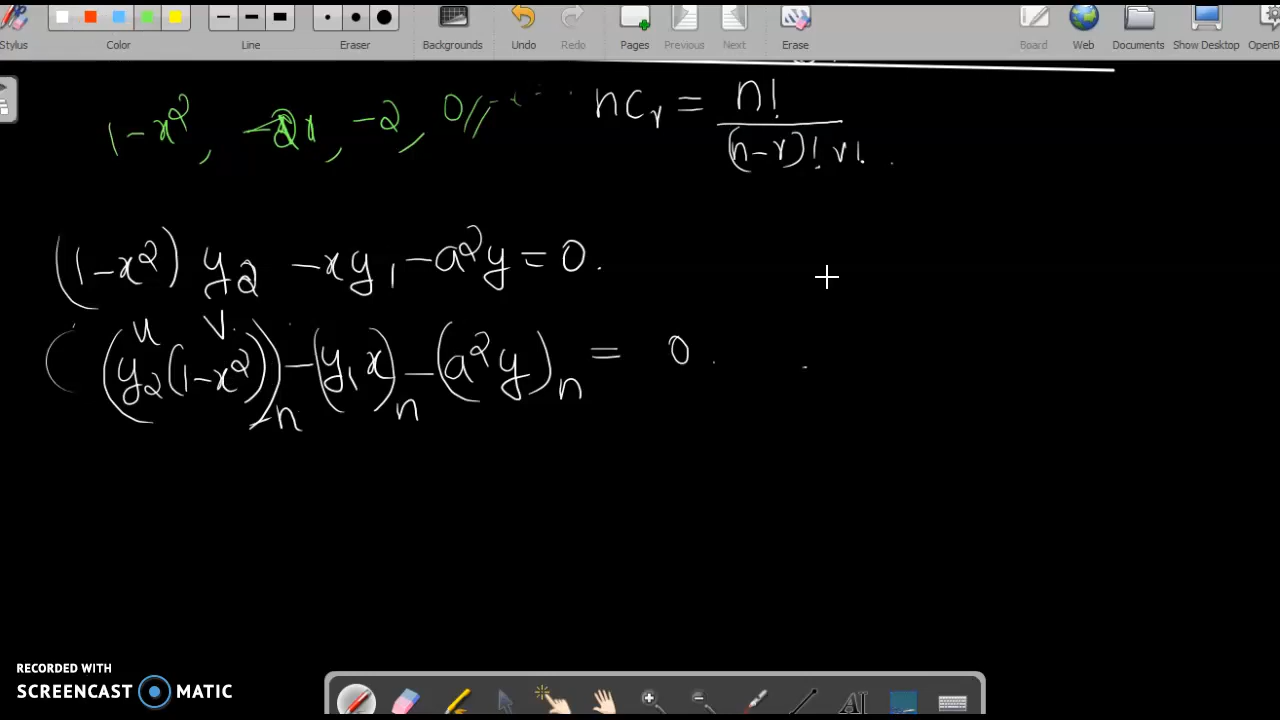 Stylus Color Line Eraser Backgrounds Undo Redo Pages Previous Next Erase Board Web Documents Show Desktop OpenB
1-x², -2x, -2, 0//
nCr = n! / (n-r)! r!
(1-x²) y₂ -xy₁ -a²y = 0.
u v
(y₂(1-x²))n - (y₁x)n - (a²y)n = 0.
RECORDED WITH
SCREENCAST MATIC
AI